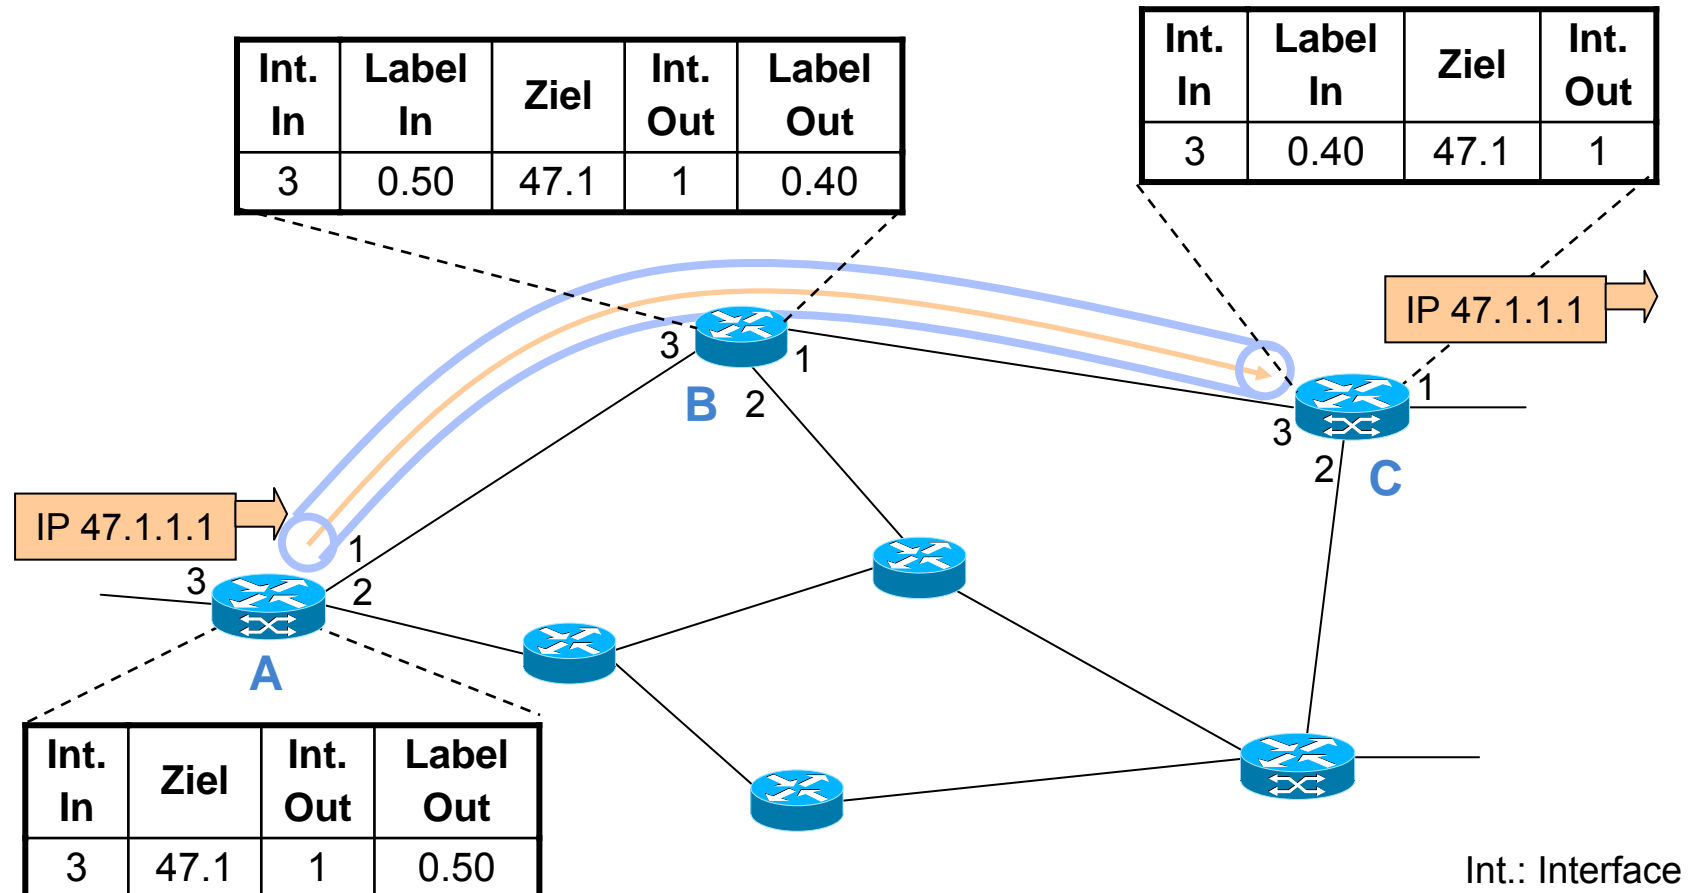 Int. In Label In Ziel Int. Out Label Out
3 0.50 47.1 1 0.40
Int. In Label In Ziel Int. Out
3 0.40 47.1 1
IP 47.1.1.1
3 1
B 2
1
3
2 C
IP 47.1.1.1
1
3 2
A
Int. In Ziel Int. Out Label Out
3 47.1 1 0.50
Int.: Interface